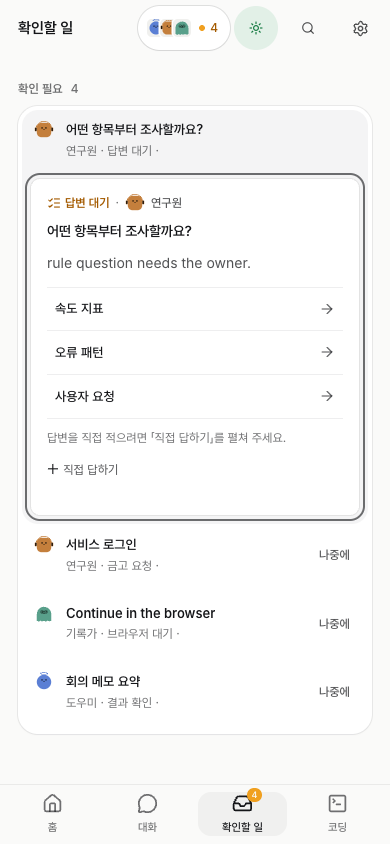 확인할 일
4
확인 필요 4
어떤 항목부터 조사할까요?
연구원 · 답변 대기 ·
답변 대기 · 연구원
어떤 항목부터 조사할까요?
rule question needs the owner.
속도 지표
오류 패턴
사용자 요청
답변을 직접 적으려면 「직접 답하기」를 펼쳐 주세요.
직접 답하기
서비스 로그인
연구원 · 금고 요청 ·
나중에
Continue in the browser
기록가 · 브라우저 대기 ·
나중에
회의 메모 요약
도우미 · 결과 확인 ·
나중에
4
홈 대화 확인할 일 코딩